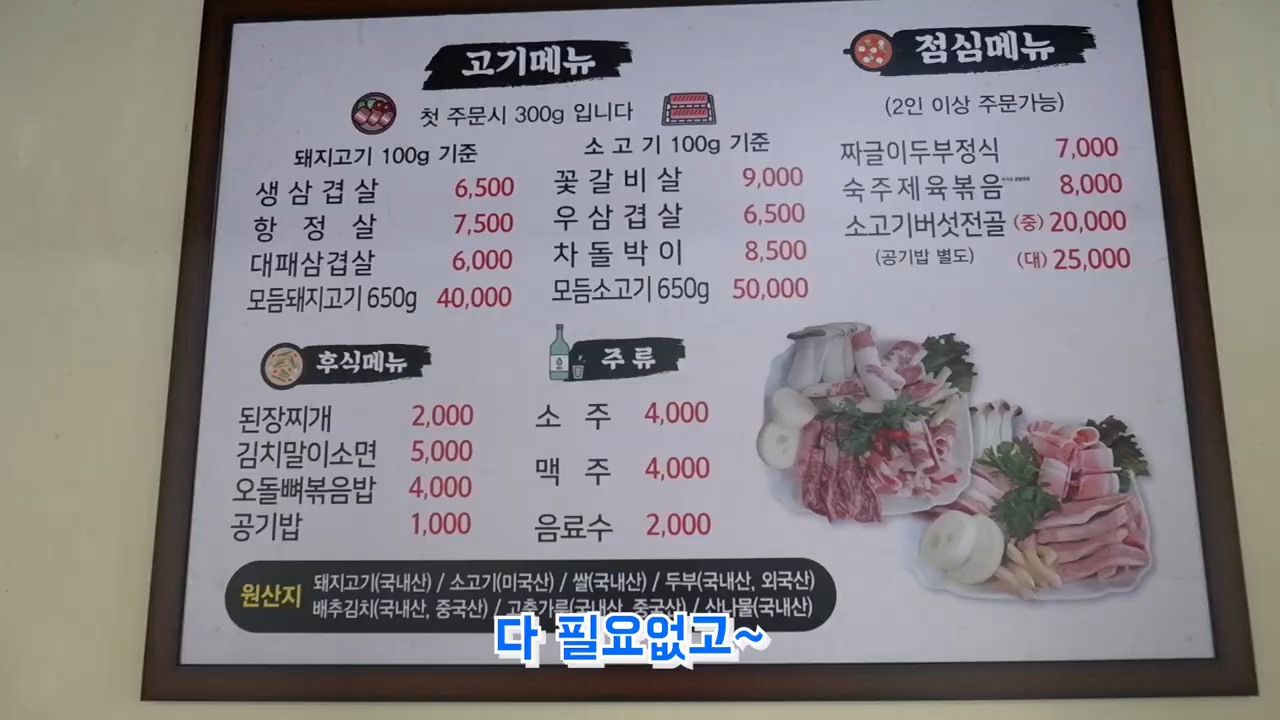 고기메뉴
첫 주문시 300g 입니다
돼지고기 100g 기준
생삼겹살 6,500
항정살 7,500
대패삼겹살 6,000
모듬돼지고기 650g 40,000
소고기 100g 기준
꽃갈비살 9,000
우삼겹살 6,500
차돌박이 8,500
모듬소고기 650g 50,000
점심메뉴
(2인 이상 주문가능)
짜글이두부정식 7,000
숙주제육볶음 8,000
소고기버섯전골 (중) 20,000
(공기밥 별도) (대) 25,000
후식메뉴
된장찌개 2,000
김치말이소면 5,000
오돌뼈볶음밥 4,000
공기밥 1,000
주류
소주 4,000
맥주 4,000
음료수 2,000
원산지
돼지고기(국내산) / 소고기(미국산) / 쌀(국내산) / 두부(국내산, 외국산)
배추김치(국내산, 중국산) / 고춧가루(국내산, 중국산) / 산나물(국내산)
다 필요없고~